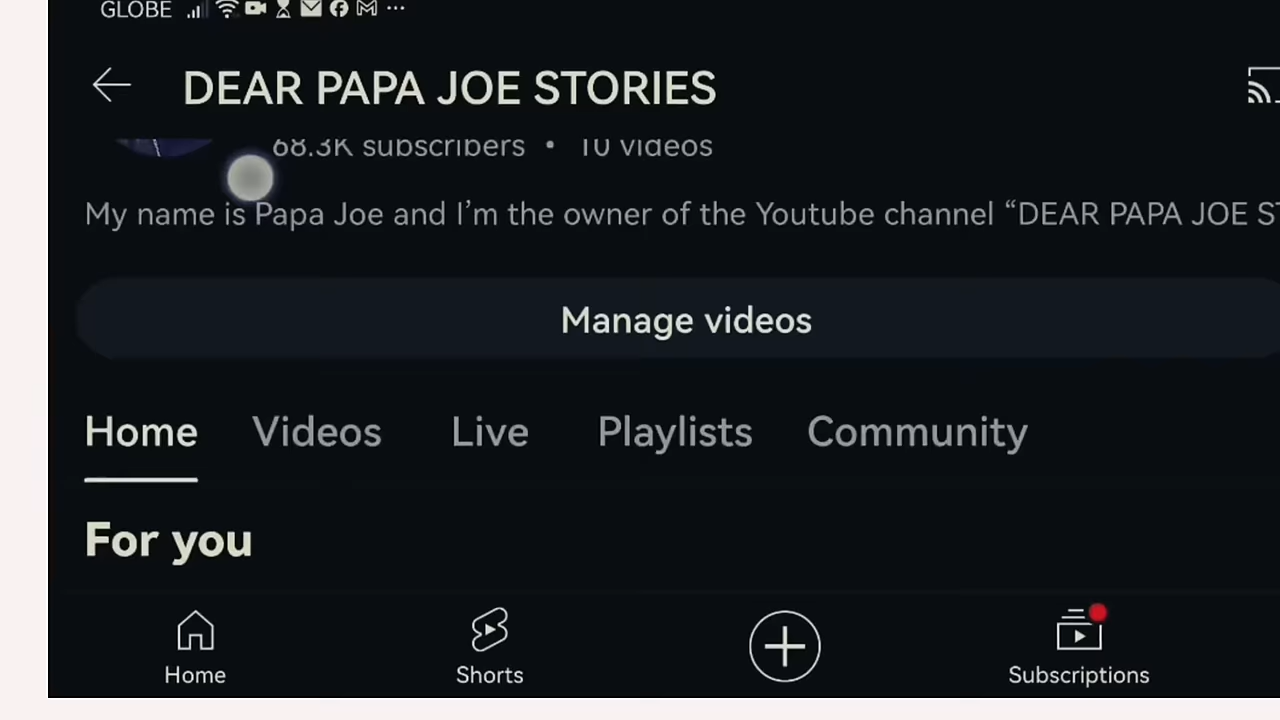 GLOBE
DEAR PAPA JOE STORIES
68.3K subscribers • 10 videos
My name is Papa Joe and I’m the owner of the Youtube channel “DEAR PAPA JOE
Manage videos
Home Videos Live Playlists Community
For you
Home Shorts Subscriptions